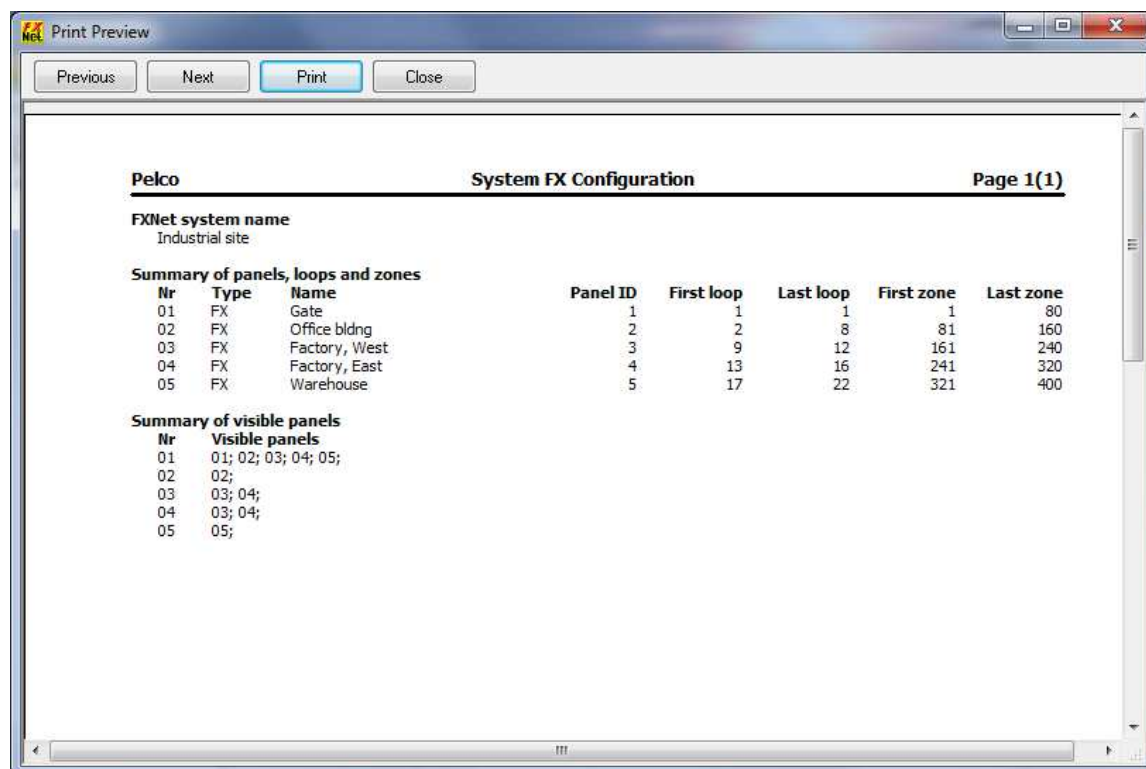 FX Net Print Preview
Previous Next Print Close
Pelco System FX Configuration Page 1(1)
FXNet system name
Industrial site
Summary of panels, loops and zones
Nr Type Name Panel ID First loop Last loop First zone Last zone
01 FX Gate 1 1 1 1 80
02 FX Office bldng 2 2 8 81 160
03 FX Factory, West 3 9 12 161 240
04 FX Factory, East 4 13 16 241 320
05 FX Warehouse 5 17 22 321 400
Summary of visible panels
Nr Visible panels
01 01; 02; 03; 04; 05;
02 02;
03 03; 04;
04 03; 04;
05 05;